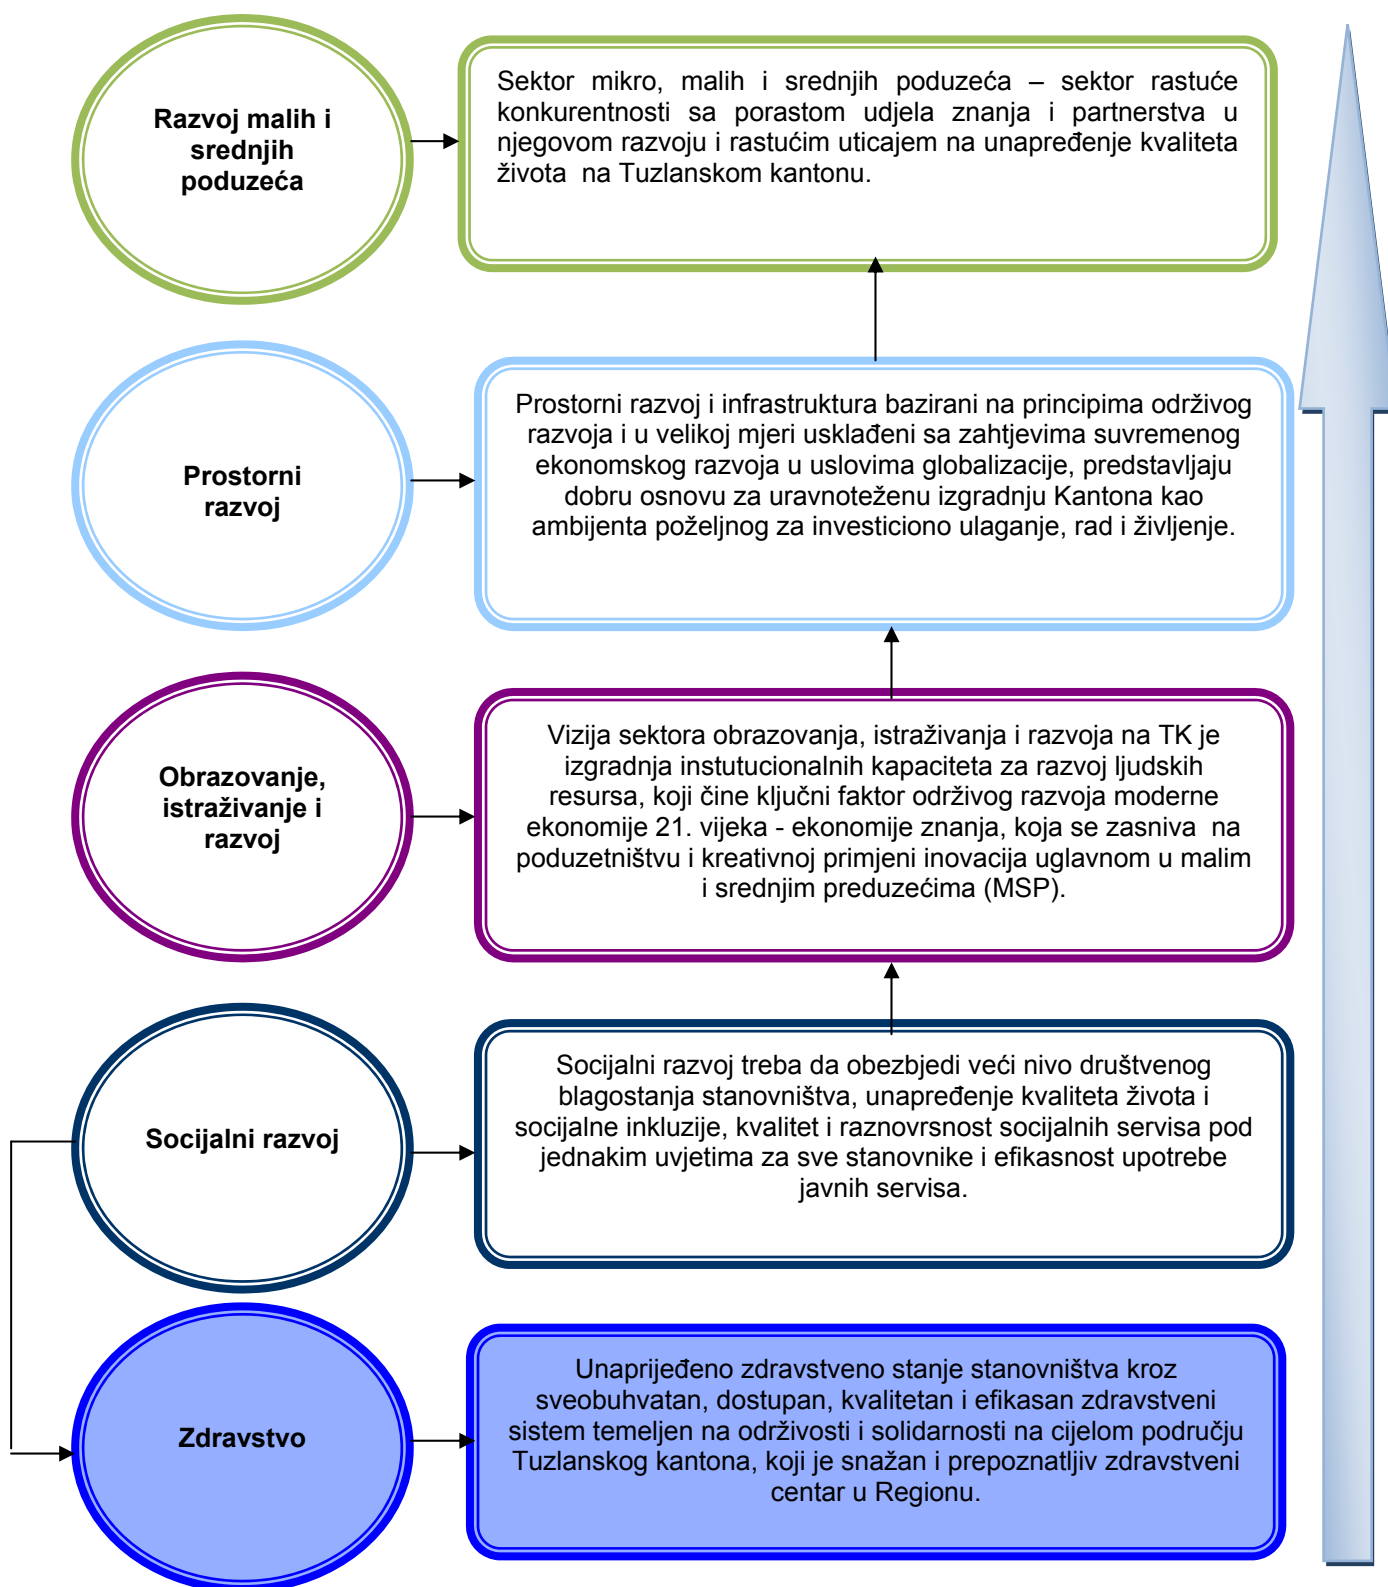 Razvoj malih i
srednjih
poduzeća
Sektor mikro, malih i srednjih poduzeća – sektor rastuće
konkurentnosti sa porastom udjela znanja i partnerstva u
njegovom razvoju i rastućim uticajem na unapređenje kvaliteta
života na Tuzlanskom kantonu.
Prostorni
razvoj
Prostorni razvoj i infrastruktura bazirani na principima održivog
razvoja i u velikoj mjeri usklađeni sa zahtjevima suvremenog
ekonomskog razvoja u uslovima globalizacije, predstavljaju
dobru osnovu za uravnoteženu izgradnju Kantona kao
ambijenta poželjnog za investiciono ulaganje, rad i življenje.
Obrazovanje,
istraživanje i
razvoj
Vizija sektora obrazovanja, istraživanja i razvoja na TK je
izgradnja instutucionalnih kapaciteta za razvoj ljudskih
resursa, koji čine ključni faktor održivog razvoja moderne
ekonomije 21. vijeka - ekonomije znanja, koja se zasniva na
poduzetništvu i kreativnoj primjeni inovacija uglavnom u malim
i srednjim preduzećima (MSP).
Socijalni razvoj
Socijalni razvoj treba da obezbjedi veći nivo društvenog
blagostanja stanovništva, unapređenje kvaliteta života i
socijalne inkluzije, kvalitet i raznovrsnost socijalnih servisa pod
jednakim uvjetima za sve stanovnike i efikasnost upotrebe
javnih servisa.
Zdravstvo
Unaprijeđeno zdravstveno stanje stanovništva kroz
sveobuhvatan, dostupan, kvalitetan i efikasan zdravstveni
sistem temeljen na održivosti i solidarnosti na cijelom području
Tuzlanskog kantona, koji je snažan i prepoznatljiv zdravstveni
centar u Regionu.